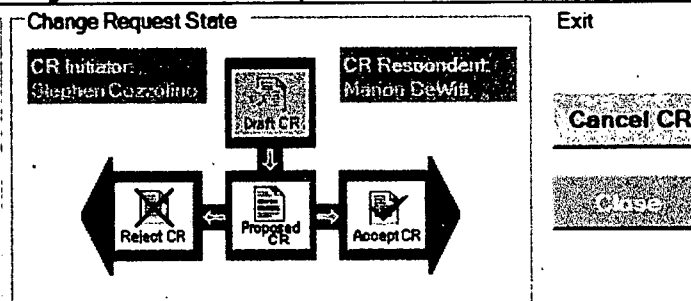 Change Request State
Exit
CR Initiator:
Stephen Cozzolino
CR Respondent:
Marion DeWitt
Draft CR
Cancel CR
Reject CR
Proposed
CR
Accept CR
Close